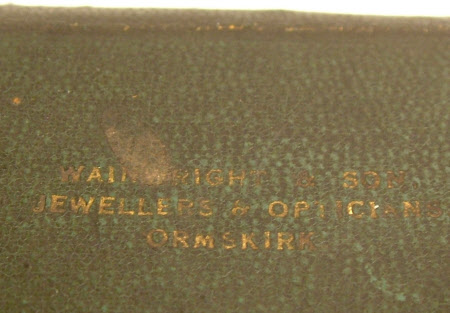 WAINWRIGHT & SON
JEWELLERS & OPTICIANS
ORMSKIRK